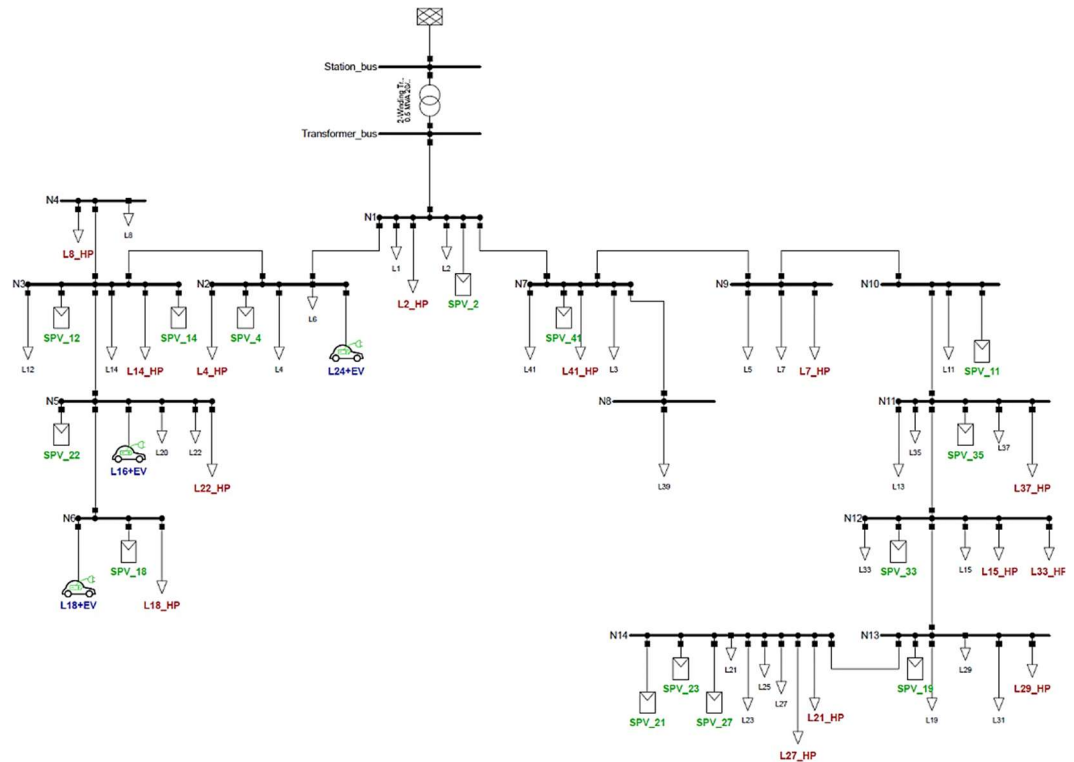 Station_bus
2-Winding Tr..
0.5 MVA 20/..
Transformer_bus
N4
L8
L8_HP
N1
L1
L2
L2_HP
SPV_2
N3
SPV_12
SPV_14
L12
L14
L14_HP
N2
L6
SPV_4
L4_HP
L4
L24+EV
N7
SPV_41
L41
L41_HP
L3
N9
L5
L7
L7_HP
N10
L11
SPV_11
N5
SPV_22
L16+EV
L20
L22
L22_HP
N8
L39
N11
L35
L37
SPV_35
L13
L37_HP
N6
SPV_18
L18+EV
L18_HP
N12
L33
SPV_33
L15
L15_HP
L33_HP
N14
L21
SPV_23
L25
SPV_21
SPV_27
L23
L27
L21_HP
L27_HP
N13
L29
SPV_19
L29_HP
L19
L31